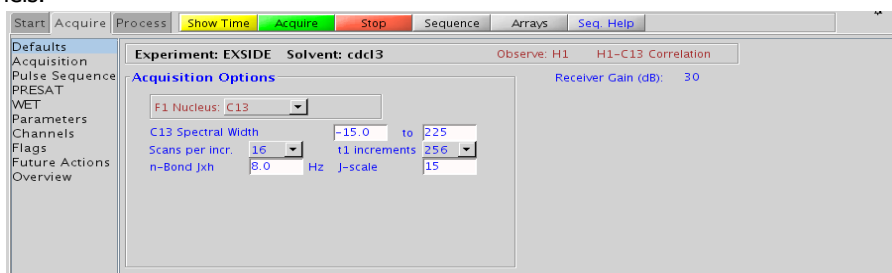 Start Acquire Process Show Time Acquire Stop Sequence Arrays Seq. Help
Defaults
Acquisition
Pulse Sequence
PRESAT
WET
Parameters
Channels
Flags
Future Actions
Overview
Experiment: EXSIDE Solvent: cdcl3 Observe: H1 H1-C13 Correlation
Acquisition Options Receiver Gain (dB): 30
F1 Nucleus: C13
C13 Spectral Width -15.0 to 225
Scans per incr. 16 t1 increments 256
n-Bond Jxh 8.0 Hz J-scale 15